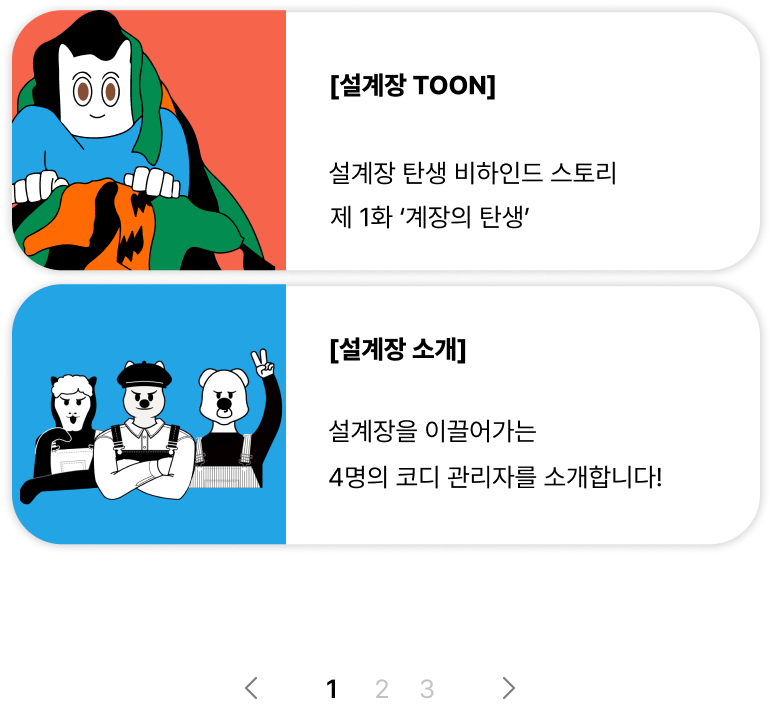 [설계장 TOON]
설계장 탄생 비하인드 스토리
제 1화 ‘계장의 탄생’
[설계장 소개]
설계장을 이끌어가는
4명의 코디 관리자를 소개합니다!
1 2 3